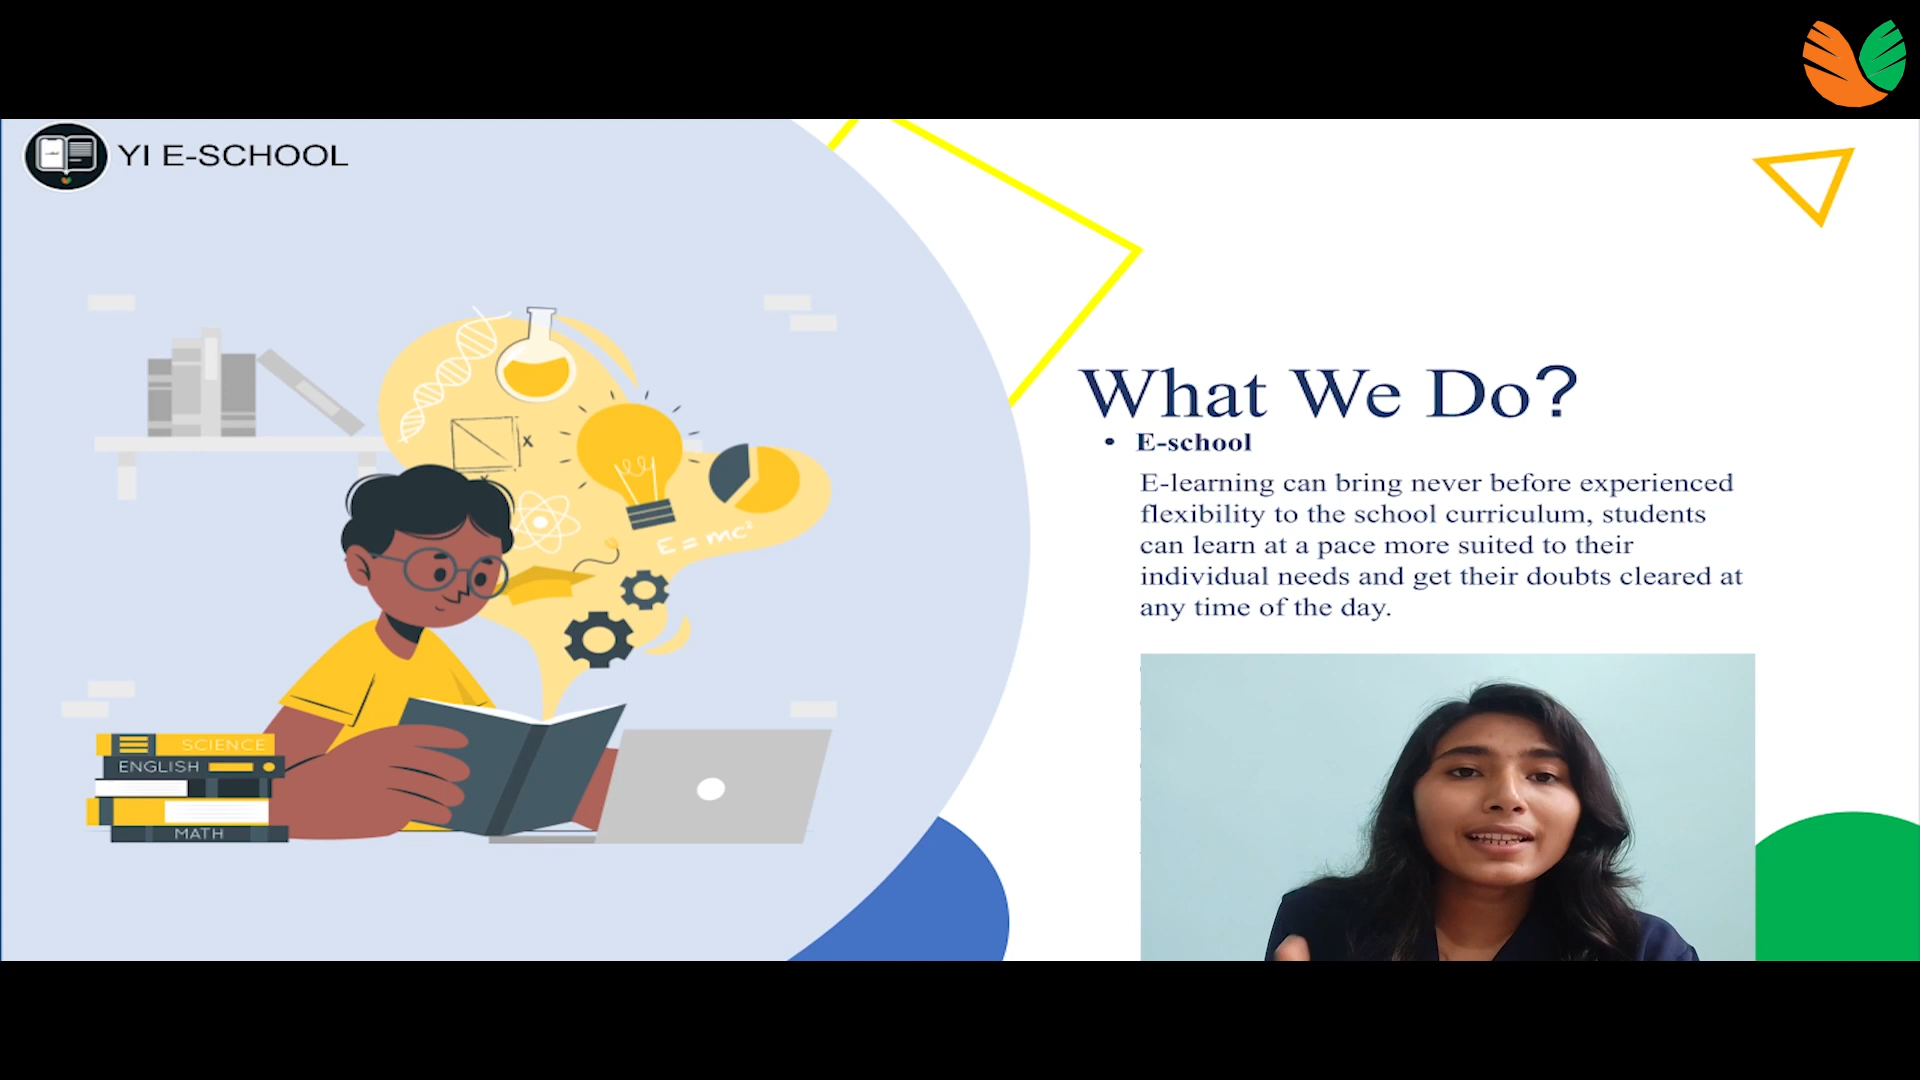 YI E-SCHOOL
What We Do?
• E-school
E-learning can bring never before experienced
flexibility to the school curriculum, students
can learn at a pace more suited to their
individual needs and get their doubts cleared at
any time of the day.
x
E = mc²
SCIENCE
ENGLISH
MATH